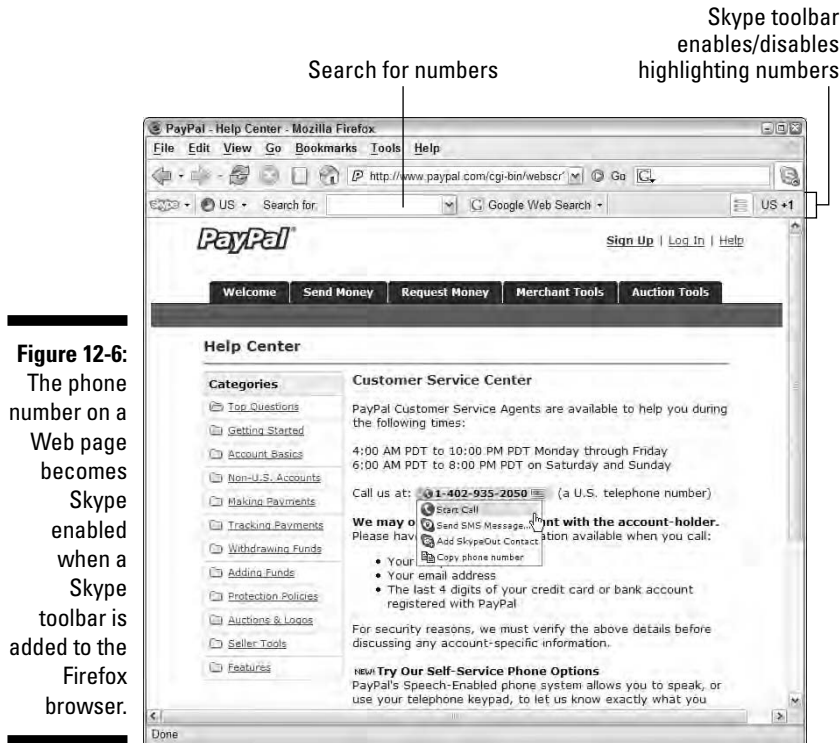 Skype toolbar
enables/disables
highlighting numbers
Search for numbers
PayPal - Help Center - Mozilla Firefox
File Edit View Go Bookmarks Tools Help
http://www.paypal.com/cgi-bin/webscr? Go
US Search for: Google Web Search US +1
PayPal®
Sign Up | Log In | Help
Welcome Send Money Request Money Merchant Tools Auction Tools
Help Center
Categories
Top Questions
Getting Started
Account Basics
Non-U.S. Accounts
Making Payments
Tracking Payments
Withdrawing Funds
Adding Funds
Protection Policies
Auctions & Logos
Seller Tools
Features
Customer Service Center
PayPal Customer Service Agents are available to help you during
the following times:
4:00 AM PDT to 10:00 PM PDT Monday through Friday
6:00 AM PDT to 8:00 PM PDT on Saturday and Sunday
Call us at: 1-402-935-2050 (a U.S. telephone number)
Start Call
Send SMS Message...
Add SkypeOut Contact
Copy phone number
We may o nt with the account-holder.
Please hav ation available when you call:
• Your
• Your email address
• The last 4 digits of your credit card or bank account
registered with PayPal
For security reasons, we must verify the above details before
discussing any account-specific information.
NEW! Try Our Self-Service Phone Options
PayPal's Speech-Enabled phone system allows you to speak, or
use your telephone keypad, to let us know exactly what you
Done
Figure 12-6:
The phone
number on a
Web page
becomes
Skype
enabled
when a
Skype
toolbar is
added to the
Firefox
browser.